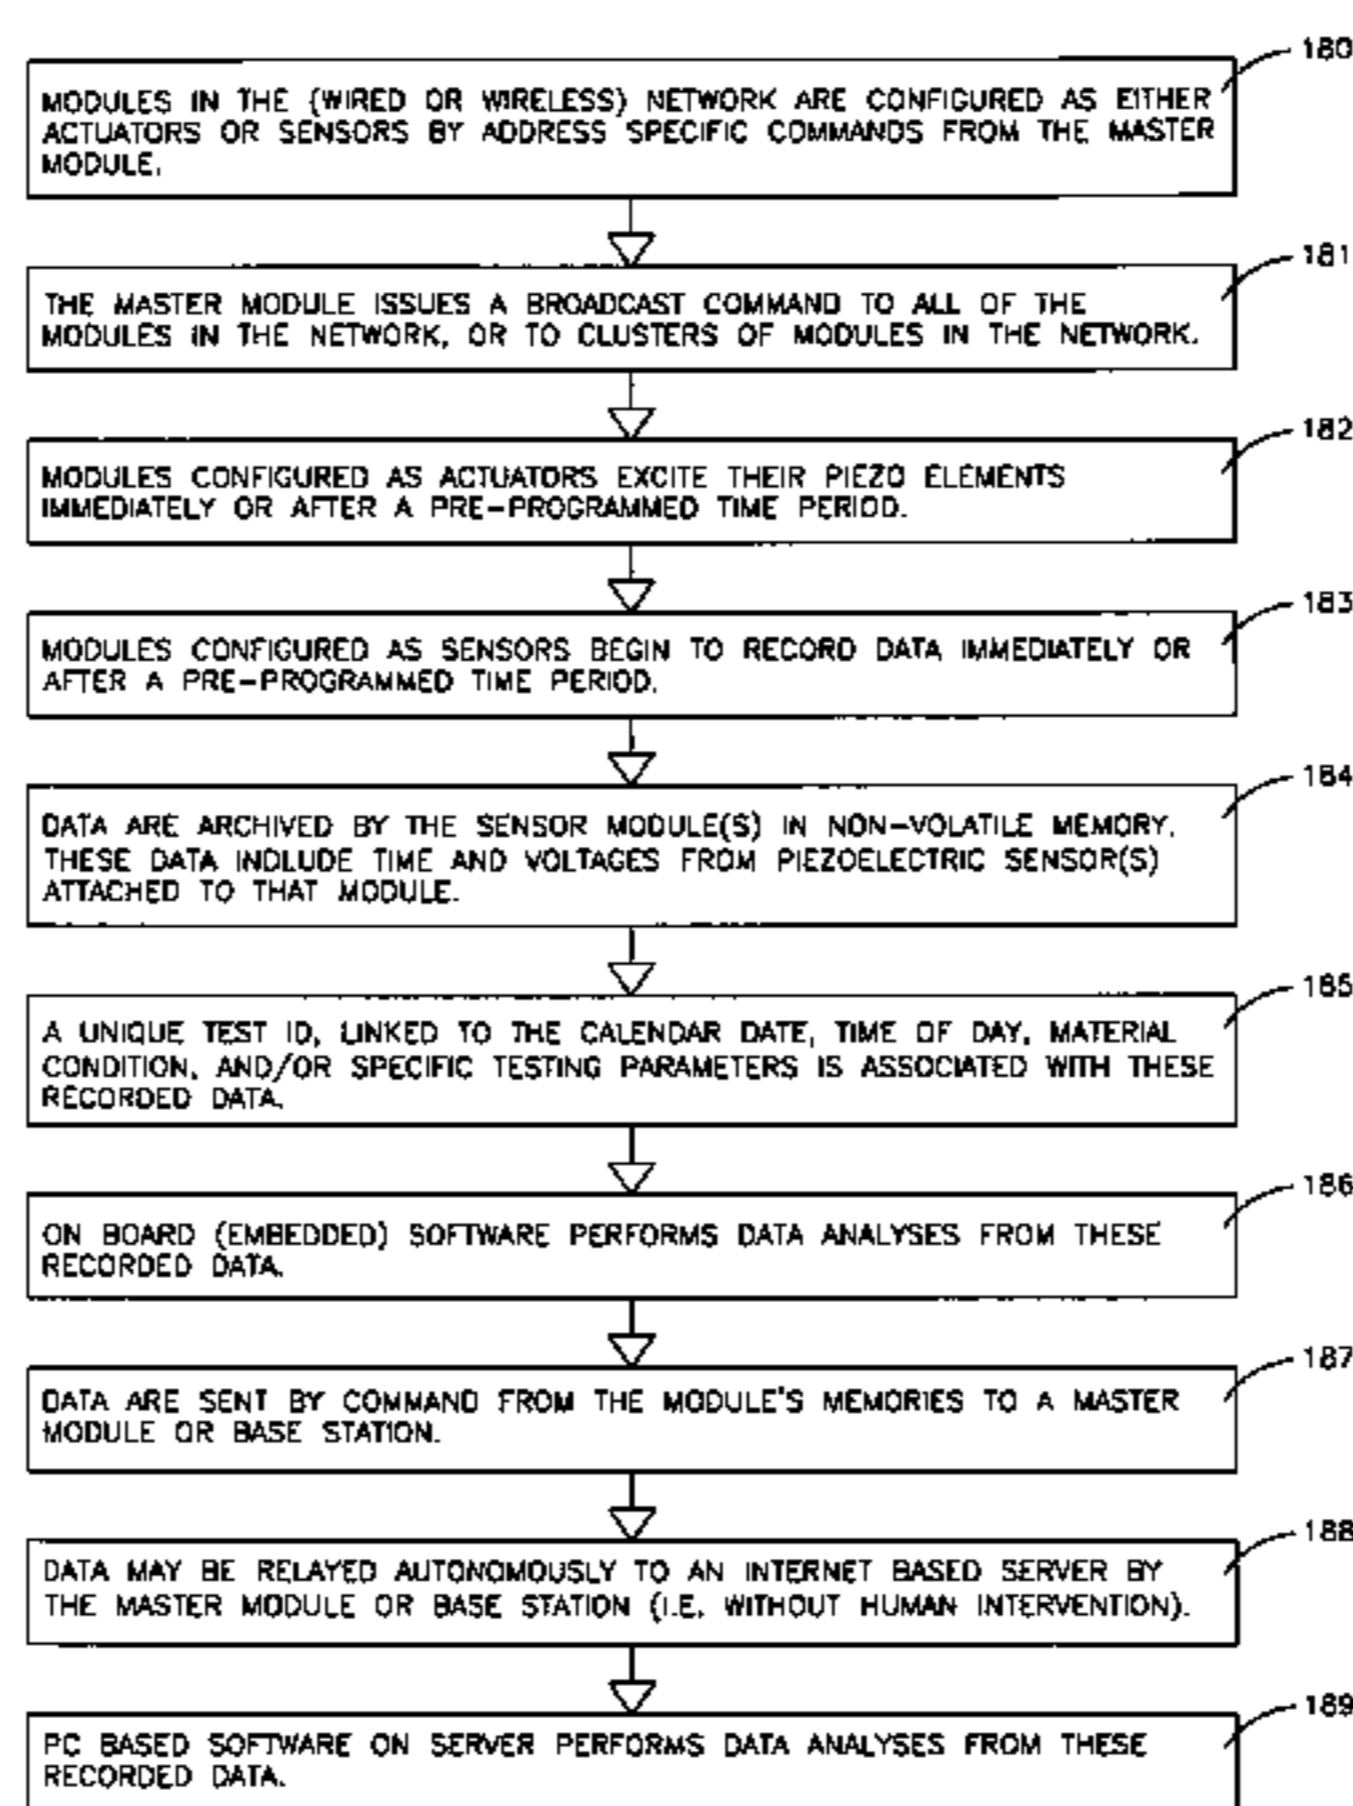 180
MODULES IN THE (WIRED OR WIRELESS) NETWORK ARE CONFIGURED AS EITHER
ACTUATORS OR SENSORS BY ADDRESS SPECIFIC COMMANDS FROM THE MASTER
MODULE.
181
THE MASTER MODULE ISSUES A BROADCAST COMMAND TO ALL OF THE
MODULES IN THE NETWORK, OR TO CLUSTERS OF MODULES IN THE NETWORK.
182
MODULES CONFIGURED AS ACTUATORS EXCITE THEIR PIEZO ELEMENTS
IMMEDIATELY OR AFTER A PRE-PROGRAMMED TIME PERIOD.
183
MODULES CONFIGURED AS SENSORS BEGIN TO RECORD DATA IMMEDIATELY OR
AFTER A PRE-PROGRAMMED TIME PERIOD.
184
DATA ARE ARCHIVED BY THE SENSOR MODULE(S) IN NON-VOLATILE MEMORY.
THESE DATA INCLUDE TIME AND VOLTAGES FROM PIEZOELECTRIC SENSOR(S)
ATTACHED TO THAT MODULE.
185
A UNIQUE TEST ID, LINKED TO THE CALENDAR DATE, TIME OF DAY, MATERIAL
CONDITION, AND/OR SPECIFIC TESTING PARAMETERS IS ASSOCIATED WITH THESE
RECORDED DATA.
186
ON BOARD (EMBEDDED) SOFTWARE PERFORMS DATA ANALYSES FROM THESE
RECORDED DATA.
187
DATA ARE SENT BY COMMAND FROM THE MODULE'S MEMORIES TO A MASTER
MODULE OR BASE STATION.
188
DATA MAY BE RELAYED AUTONOMOUSLY TO AN INTERNET BASED SERVER BY
THE MASTER MODULE OR BASE STATION (I.E. WITHOUT HUMAN INTERVENTION).
189
PC BASED SOFTWARE ON SERVER PERFORMS DATA ANALYSES FROM THESE
RECORDED DATA.